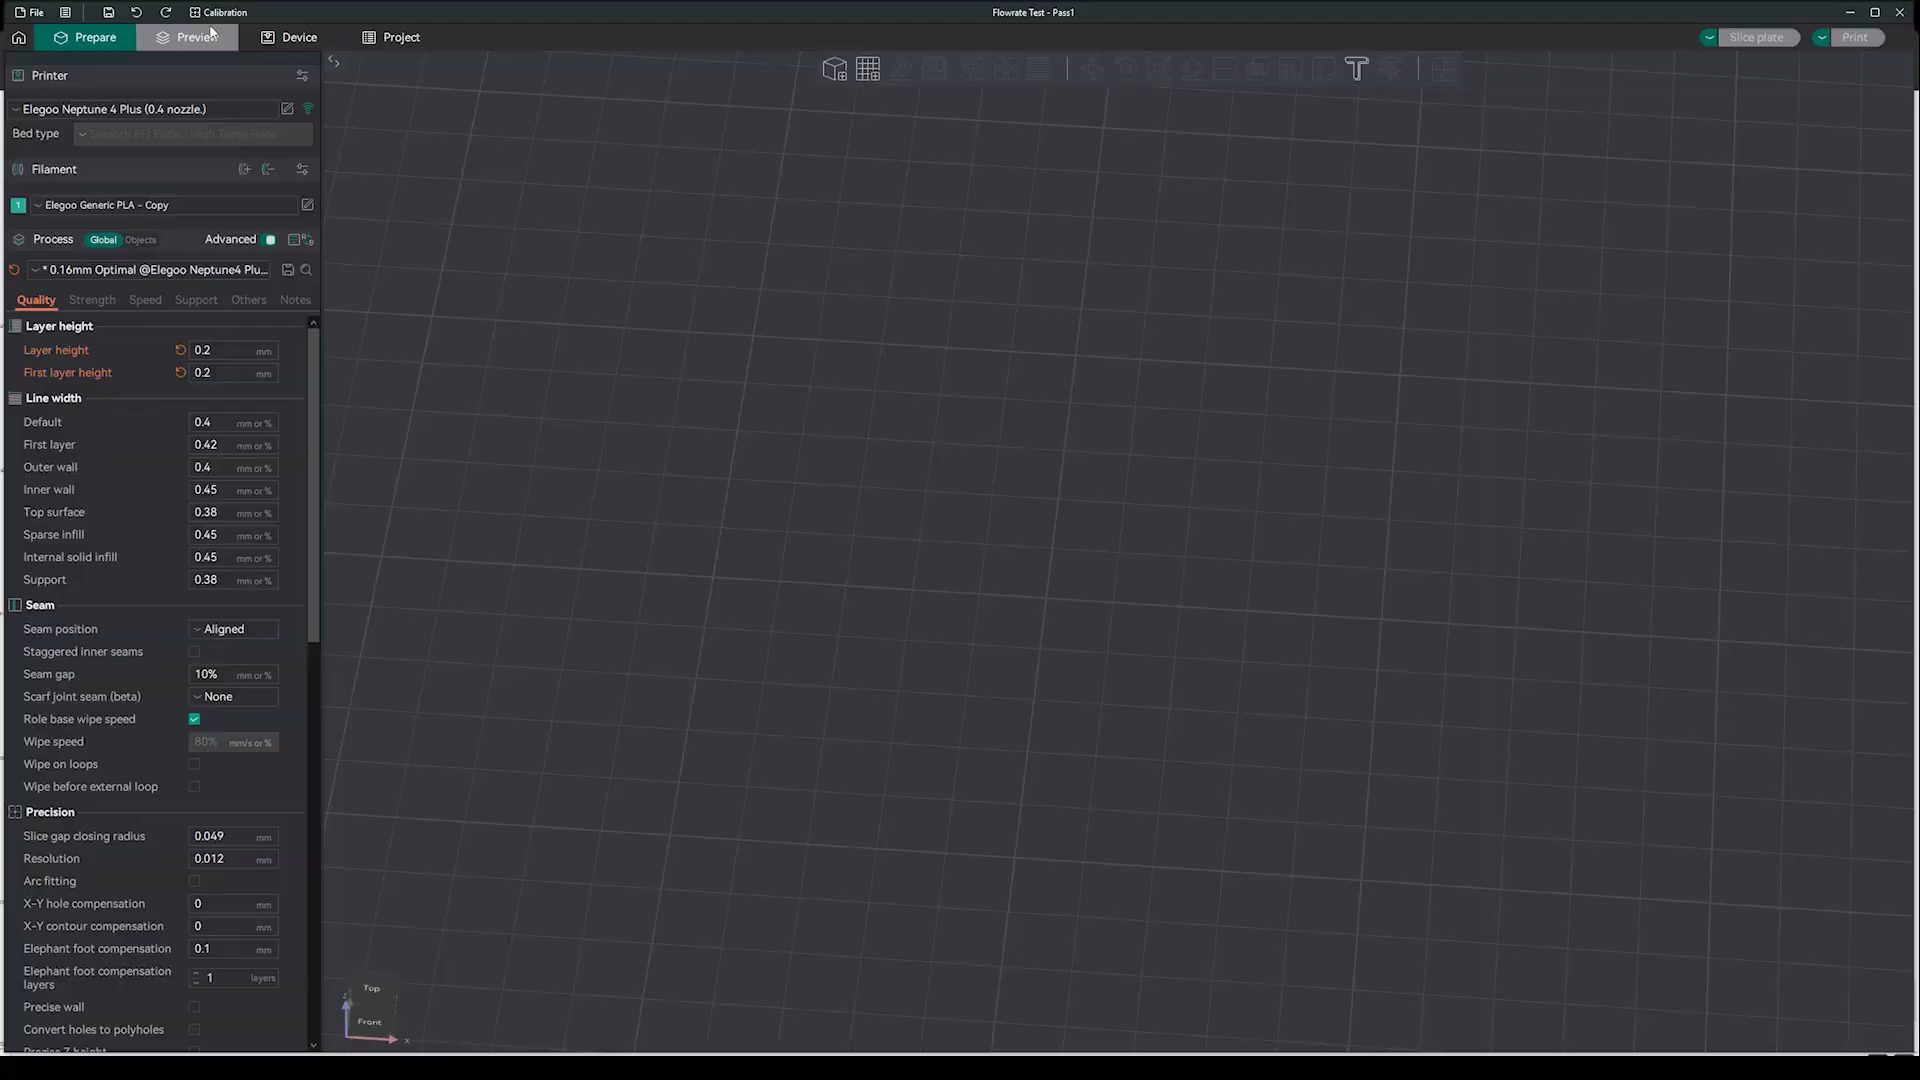 File
Calibration
Flowrate Test - Pass1
Prepare
Preview
Device
Project
Slice plate
Print
Printer
Elegoo Neptune 4 Plus (0.4 nozzle.)
Bed type
Smooth PEI Plate / High Temp Plate
Filament
1
Elegoo Generic PLA - Copy
Process
Global
Objects
Advanced
* 0.16mm Optimal @Elegoo Neptune4 Plu...
Quality
Strength
Speed
Support
Others
Notes
Layer height
Layer height 0.2 mm
First layer height 0.2 mm
Line width
Default 0.4 mm or %
First layer 0.42 mm or %
Outer wall 0.4 mm or %
Inner wall 0.45 mm or %
Top surface 0.38 mm or %
Sparse infill 0.45 mm or %
Internal solid infill 0.45 mm or %
Support 0.38 mm or %
Seam
Seam position Aligned
Staggered inner seams
Seam gap 10% mm or %
Scarf joint seam (beta) None
Role base wipe speed
Wipe speed 80% mm/s or %
Wipe on loops
Wipe before external loop
Precision
Slice gap closing radius 0.049 mm
Resolution 0.012 mm
Arc fitting
X-Y hole compensation 0 mm
X-Y contour compensation 0 mm
Elephant foot compensation 0.1 mm
Elephant foot compensation
layers 1 layers
Precise wall
Convert holes to polyholes
Precise Z height
Top
Front
z
x